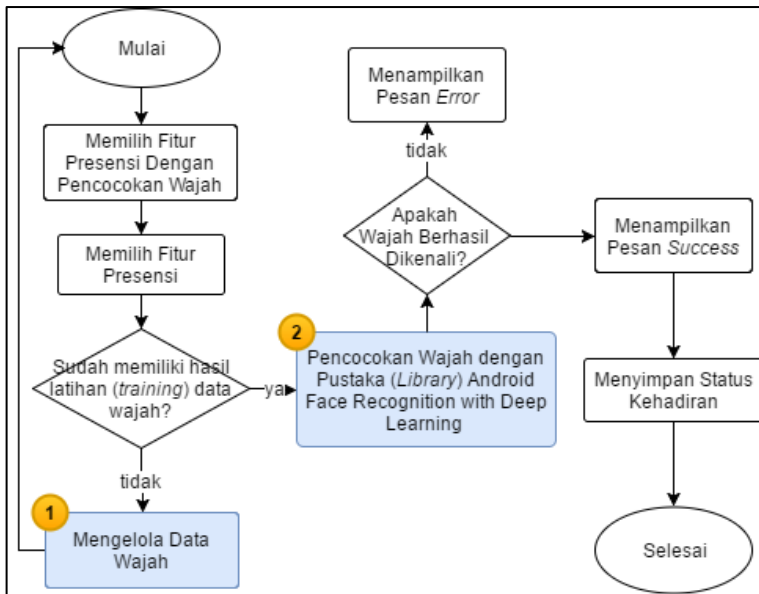 Mulai
Memilih Fitur
Presensi Dengan
Pencocokan Wajah
Memilih Fitur
Presensi
Sudah memiliki hasil
latihan (training) data
wajah?
ya
tidak
1
Mengelola Data
Wajah
2
Pencocokan Wajah dengan
Pustaka (Library) Android
Face Recognition with Deep
Learning
Apakah
Wajah Berhasil
Dikenali?
tidak
Menampilkan
Pesan Error
Menampilkan
Pesan Success
Menyimpan Status
Kehadiran
Selesai